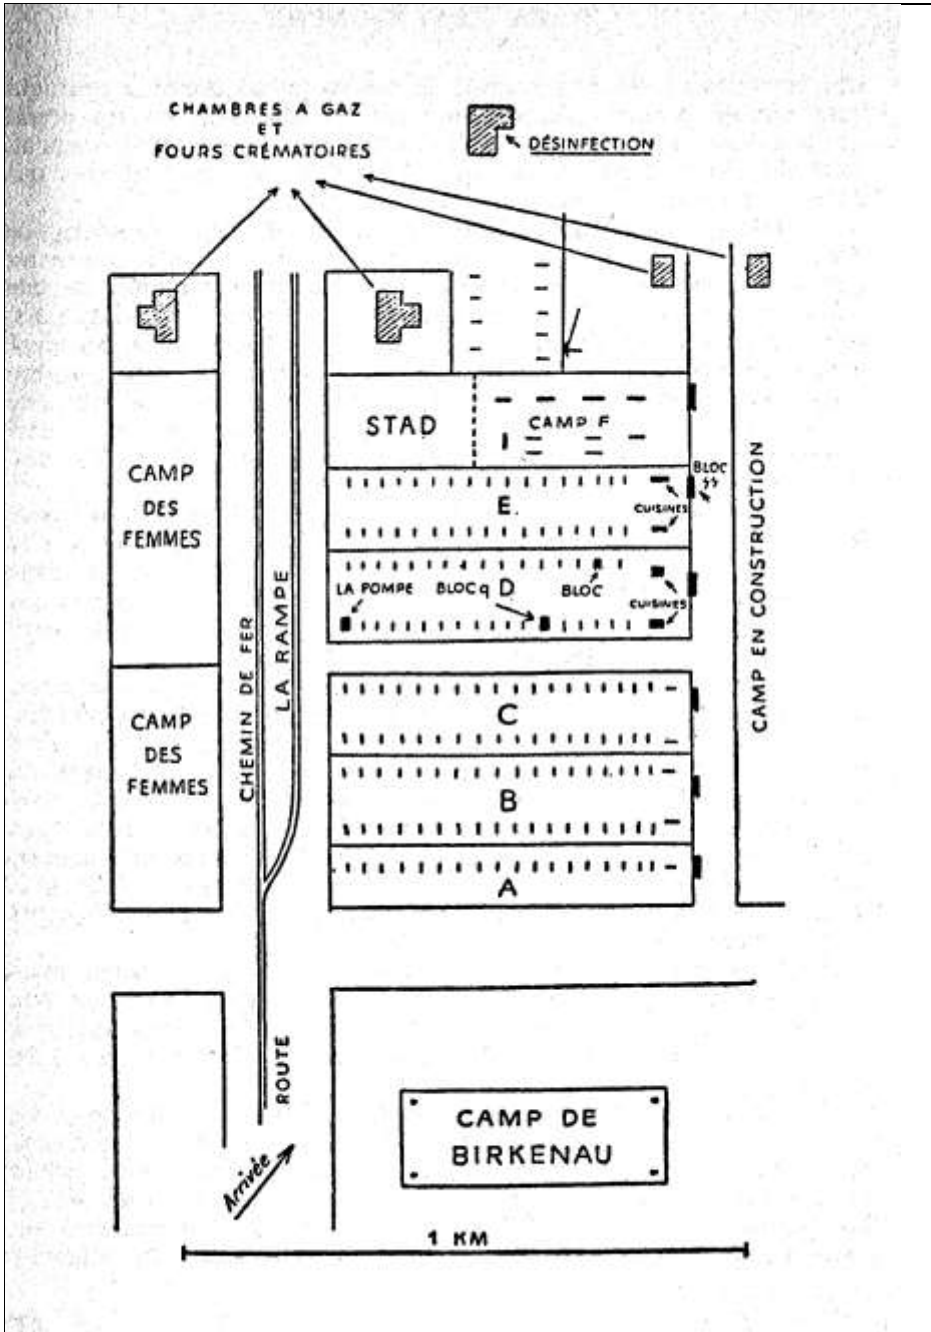 CHAMBRES A GAZ
ET
FOURS CRÉMATOIRES
DÉSINFECTION
STAD
CAMP F
CAMP
DES
FEMMES
E
CUISINES
BLOC
SS
LA POMPE
BLOC 9
D
BLOC
CUISINES
CAMP EN CONSTRUCTION
CHEMIN DE FER
LA RAMPE
CAMP
DES
FEMMES
C
B
A
ROUTE
Arrivée
CAMP DE
BIRKENAU
1 KM